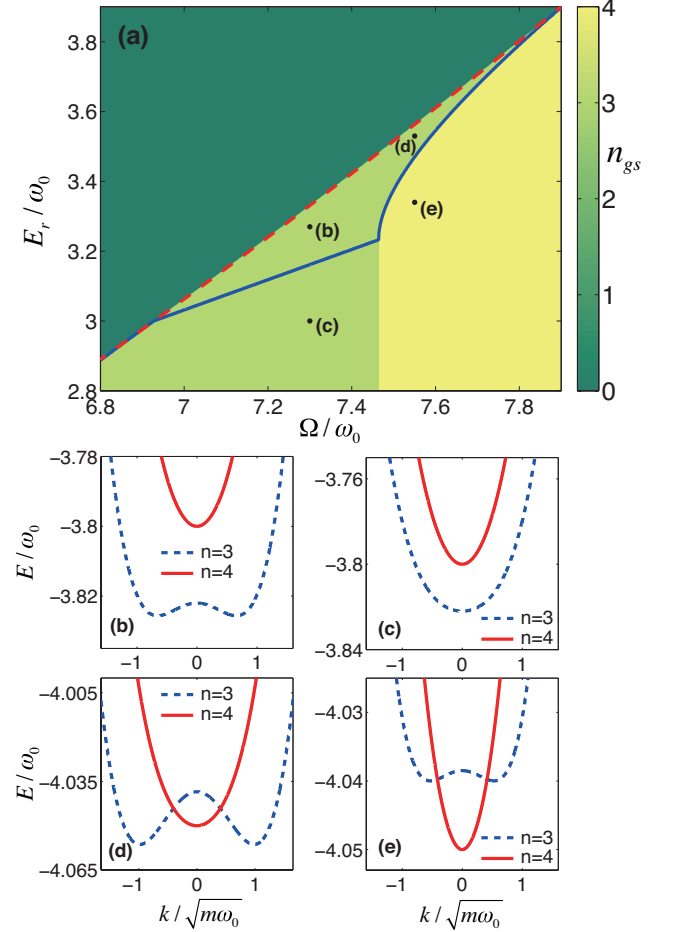 (a)
3.8
3.6
3.4
3.2
3
2.8
E_r / ω_0
6.8 7 7.2 7.4 7.6 7.8
Ω / ω_0
(b)
(c)
(d)
(e)
4
3
2
1
0
n_gs
−3.78
−3.8
−3.82
E / ω_0
n=3
n=4
(b)
−1 0 1
−3.76
−3.8
−3.84
n=3
n=4
(c)
−1 0 1
−4.005
−4.035
−4.065
E / ω_0
n=3
n=4
(d)
−1 0 1
k / √mω_0
−4.03
−4.04
−4.05
n=3
n=4
(e)
−1 0 1
k / √mω_0